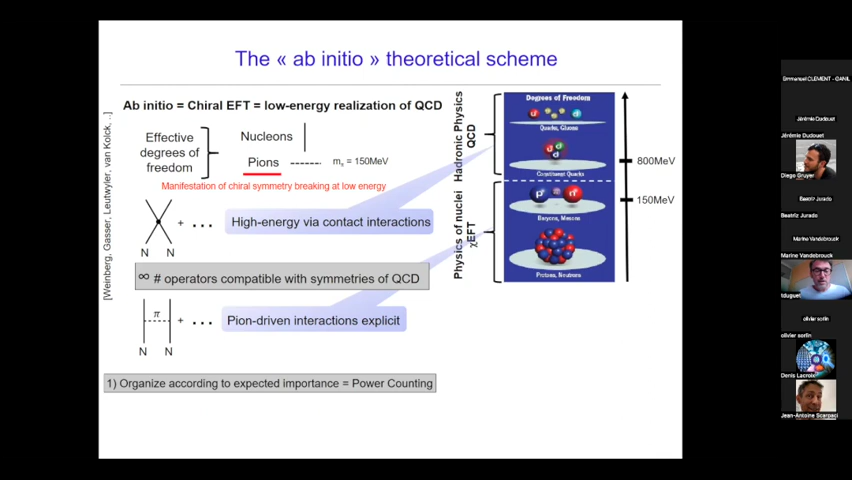 The « ab initio » theoretical scheme
Ab initio = Chiral EFT = low-energy realization of QCD
[Weinberg, Gasser, Leutwyler, van Kolck, ..]
Effective
degrees of
freedom
Nucleons
Pions
mπ = 150MeV
Manifestation of chiral symmetry breaking at low energy
N N
+ ...
High-energy via contact interactions
∞ # operators compatible with symmetries of QCD
π
N N
+ ...
Pion-driven interactions explicit
1) Organize according to expected importance = Power Counting
Hadronic Physics
QCD
Physics of nuclei
χEFT
Degrees of Freedom
Quarks, Gluons
Constituent Quarks
Baryons, Mesons
Protons, Neutrons
800MeV
150MeV
Emmanuel CLEMENT - GANIL
Jérémie Dudouet
Jérémie Dudouet
Diego Gruyer
Beatriz Jurado
Beatriz Jurado
Marine Vandebrouck
Marine Vandebrouck
tduguet
olivier sorlin
olivier sorlin
Denis Lacroix
Jean-Antoine Scarpaci